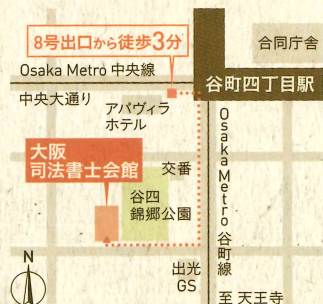 8号出口から徒歩3分
合同庁舎
Osaka Metro 中央線
谷町四丁目駅
中央大通り
アパヴィラ
ホテル
Osaka Metro 谷町線
大阪
司法書士会館
交番
谷四
錦郷公園
N
出光
GS
至 天王寺